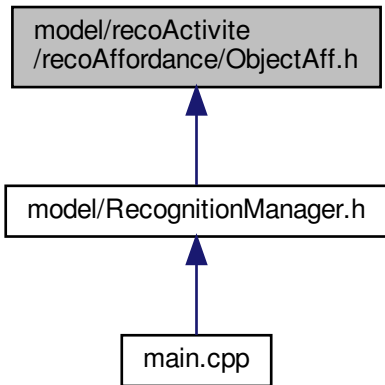 model/recoActivite
/recoAffordance/ObjectAff.h
model/RecognitionManager.h
main.cpp